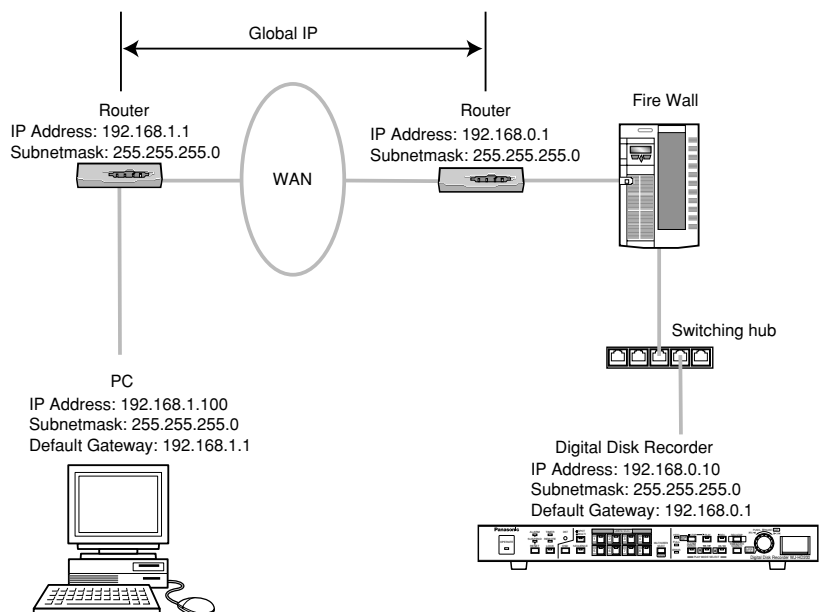 Global IP
Router
IP Address: 192.168.1.1
Subnetmask: 255.255.255.0
Router
IP Address: 192.168.0.1
Subnetmask: 255.255.255.0
Fire Wall
WAN
Switching hub
PC
IP Address: 192.168.1.100
Subnetmask: 255.255.255.0
Default Gateway: 192.168.1.1
Digital Disk Recorder
IP Address: 192.168.0.10
Subnetmask: 255.255.255.0
Default Gateway: 192.168.0.1
Panasonic
Digital Disk Recorder